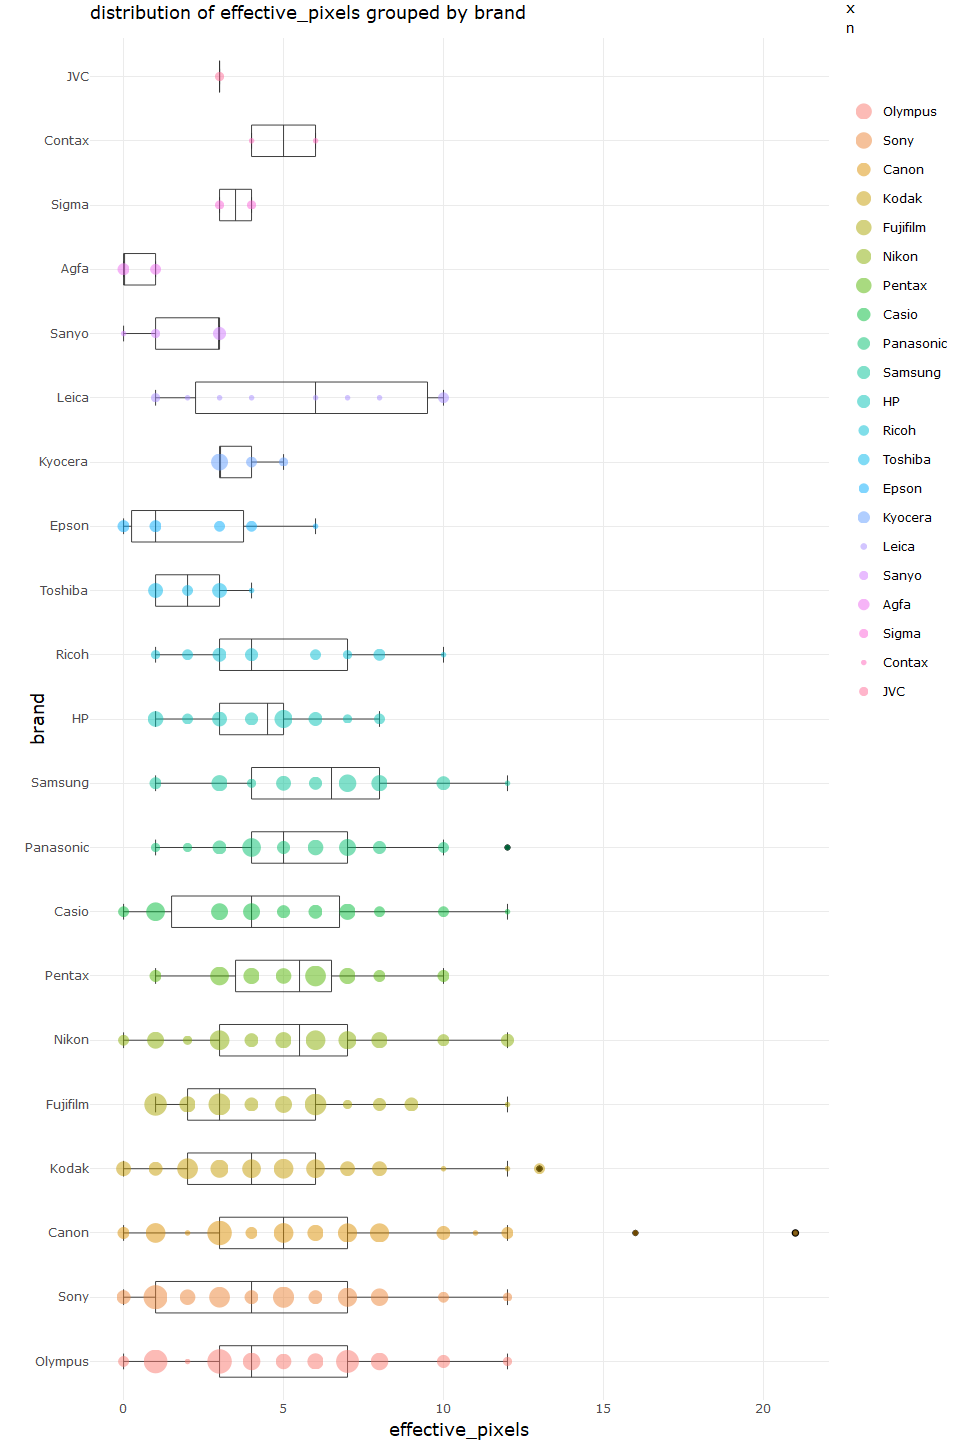 distribution of effective_pixels grouped by brand
x
n
Olympus
Sony
Canon
Kodak
Fujifilm
Nikon
Pentax
Casio
Panasonic
Samsung
HP
Ricoh
Toshiba
Epson
Kyocera
Leica
Sanyo
Agfa
Sigma
Contax
JVC
brand
JVC
Contax
Sigma
Agfa
Sanyo
Leica
Kyocera
Epson
Toshiba
Ricoh
HP
Samsung
Panasonic
Casio
Pentax
Nikon
Fujifilm
Kodak
Canon
Sony
Olympus
0 5 10 15 20
effective_pixels